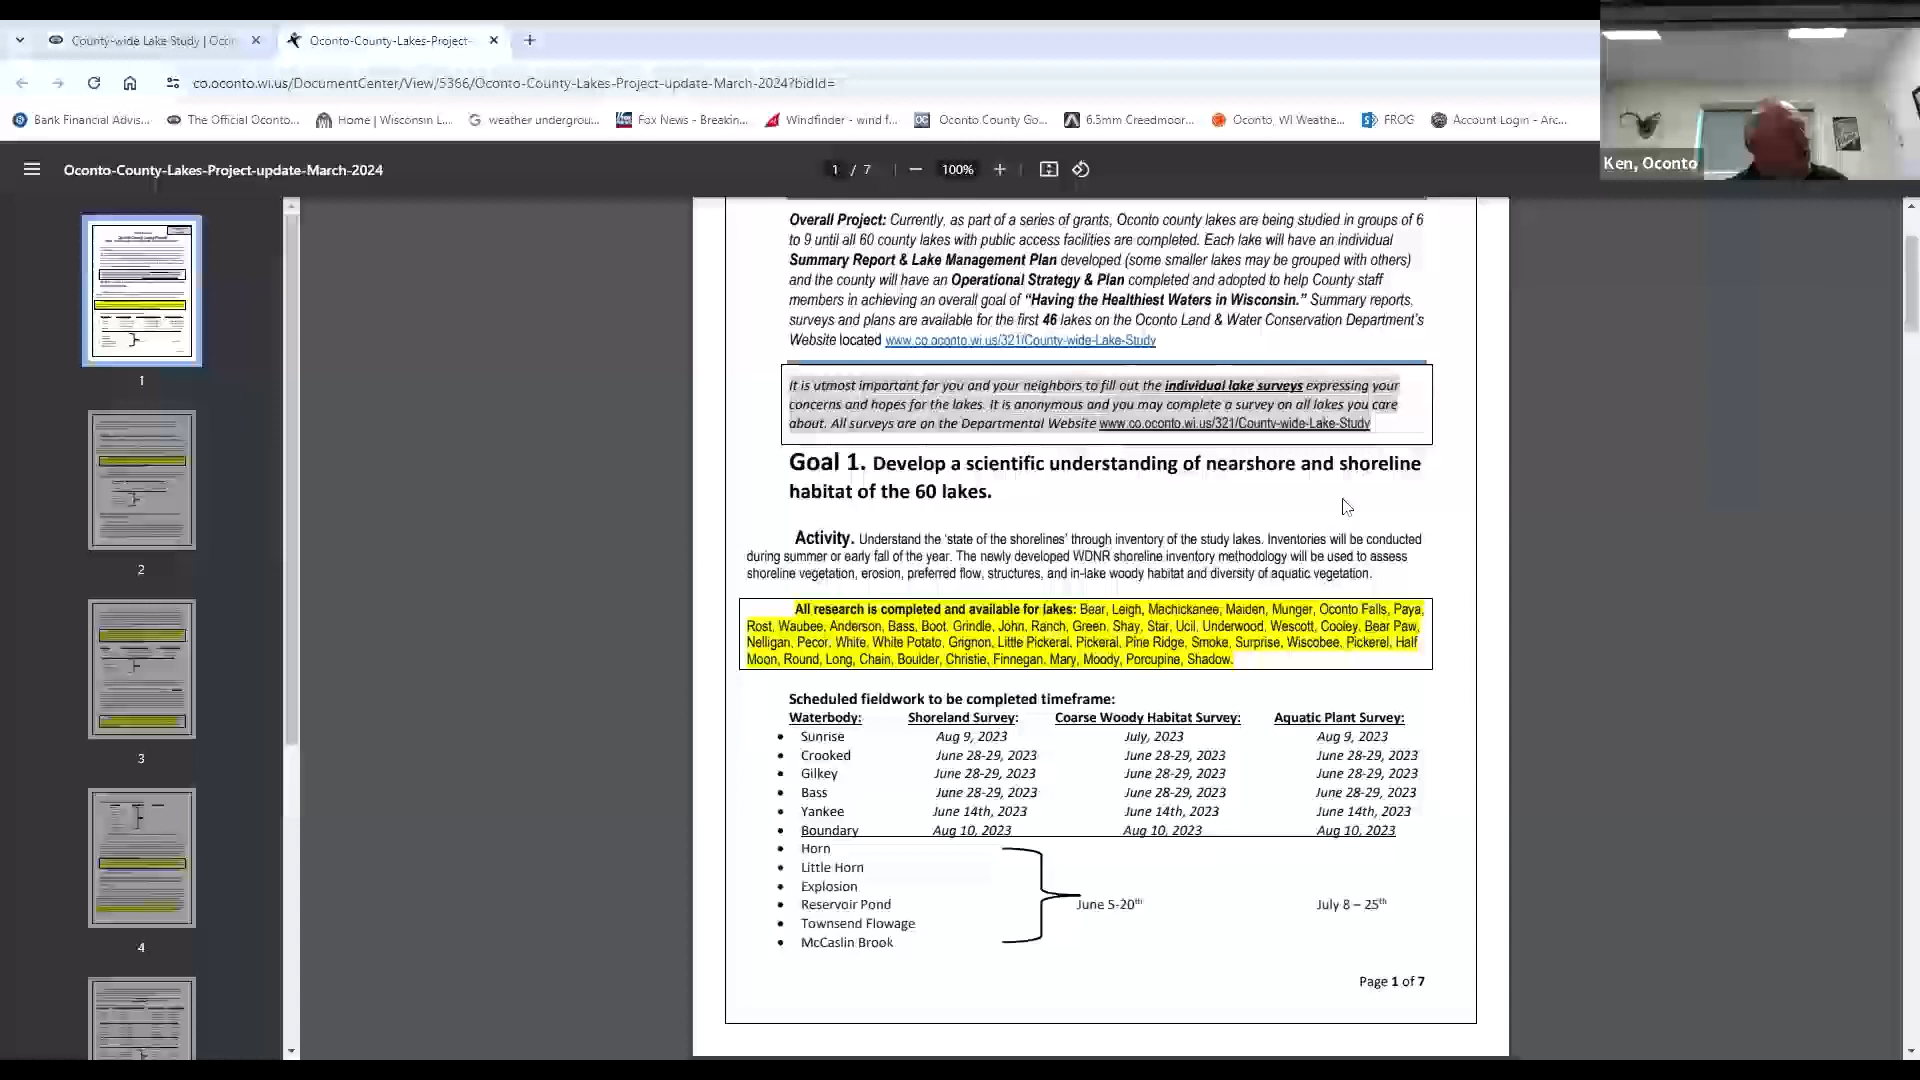 County-wide Lake Study | Ocon
Oconto-County-Lakes-Project-
co.oconto.wi.us/DocumentCenter/View/5366/Oconto-County-Lakes-Project-update-March-2024?bidId=
Bank Financial Advis...
The Official Oconto...
Home | Wisconsin L...
weather undergrou...
Fox News - Breakin...
Windfinder - wind f...
Oconto County Go...
6.5mm Creedmoor...
Oconto, WI Weathe...
FROG
Account Login - Arc...
Ken, Oconto
Oconto-County-Lakes-Project-update-March-2024
1 / 7
100%
1
2
3
4
Overall Project: Currently, as part of a series of grants, Oconto county lakes are being studied in groups of 6
to 9 until all 60 county lakes with public access facilities are completed. Each lake will have an individual
Summary Report & Lake Management Plan developed (some smaller lakes may be grouped with others)
and the county will have an Operational Strategy & Plan completed and adopted to help County staff
members in achieving an overall goal of “Having the Healthiest Waters in Wisconsin.” Summary reports,
surveys and plans are available for the first 46 lakes on the Oconto Land & Water Conservation Department’s
Website located www.co.oconto.wi.us/321/County-wide-Lake-Study
It is utmost important for you and your neighbors to fill out the individual lake surveys expressing your
concerns and hopes for the lakes. It is anonymous and you may complete a survey on all lakes you care
about. All surveys are on the Departmental Website www.co.oconto.wi.us/321/County-wide-Lake-Study
Goal 1. Develop a scientific understanding of nearshore and shoreline
habitat of the 60 lakes.
Activity. Understand the ‘state of the shorelines’ through inventory of the study lakes. Inventories will be conducted
during summer or early fall of the year. The newly developed WDNR shoreline inventory methodology will be used to assess
shoreline vegetation, erosion, preferred flow, structures, and in-lake woody habitat and diversity of aquatic vegetation.
All research is completed and available for lakes: Bear, Leigh, Machickanee, Maiden, Munger, Oconto Falls, Paya,
Rost, Waubee, Anderson, Bass, Boot, Grindle, John, Ranch, Green, Shay, Star, Ucil, Underwood, Wescott, Cooley, Bear Paw,
Nelligan, Pecor, White, White Potato, Grignon, Little Pickeral, Pickeral, Pine Ridge, Smoke, Surprise, Wiscobee, Pickerel, Half
Moon, Round, Long, Chain, Boulder, Christie, Finnegan, Mary, Moody, Porcupine, Shadow.
Scheduled fieldwork to be completed timeframe:
Waterbody: Shoreland Survey: Coarse Woody Habitat Survey: Aquatic Plant Survey:
• Sunrise Aug 9, 2023 July, 2023 Aug 9, 2023
• Crooked June 28-29, 2023 June 28-29, 2023 June 28-29, 2023
• Gilkey June 28-29, 2023 June 28-29, 2023 June 28-29, 2023
• Bass June 28-29, 2023 June 28-29, 2023 June 28-29, 2023
• Yankee June 14th, 2023 June 14th, 2023 June 14th, 2023
• Boundary Aug 10, 2023 Aug 10, 2023 Aug 10, 2023
• Horn
• Little Horn
• Explosion
• Reservoir Pond June 5-20th July 8 – 25th
• Townsend Flowage
• McCaslin Brook
Page 1 of 7